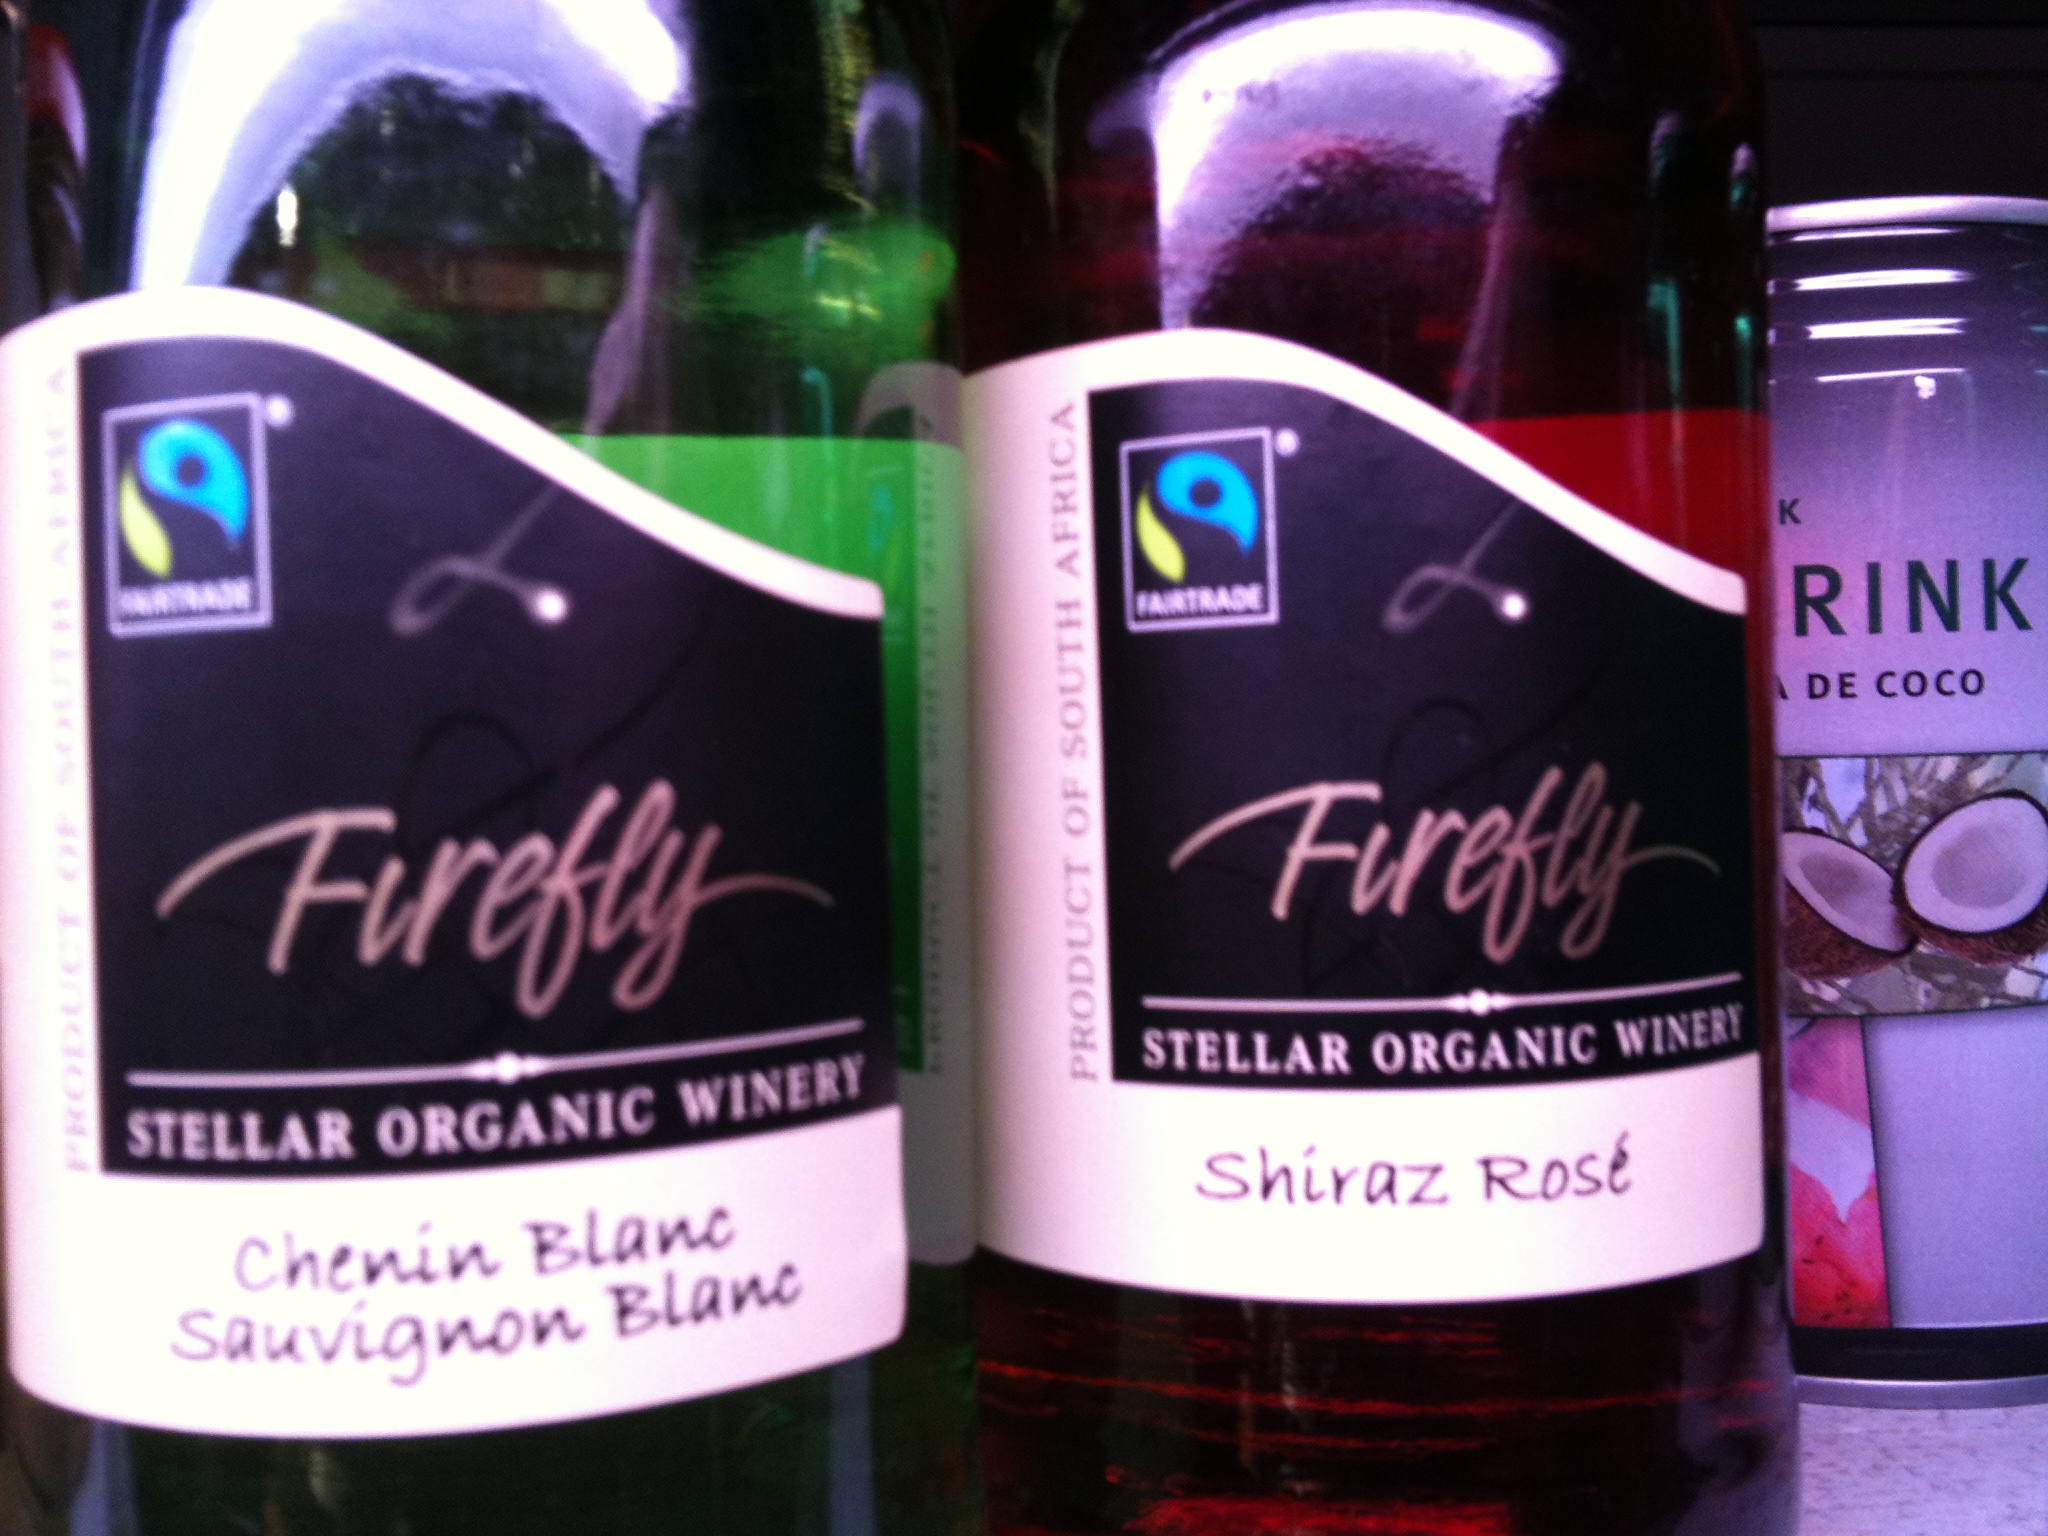 PRODUCT OF SOUTH AFRICA
FAIRTRADE
Firefly
STELLAR ORGANIC WINERY
Chenin Blanc
Sauvignon Blanc
PRODUCT OF SOUTH AFRICA
FAIRTRADE
Firefly
STELLAR ORGANIC WINERY
Shiraz Rosé
K
RINK
A DE COCO